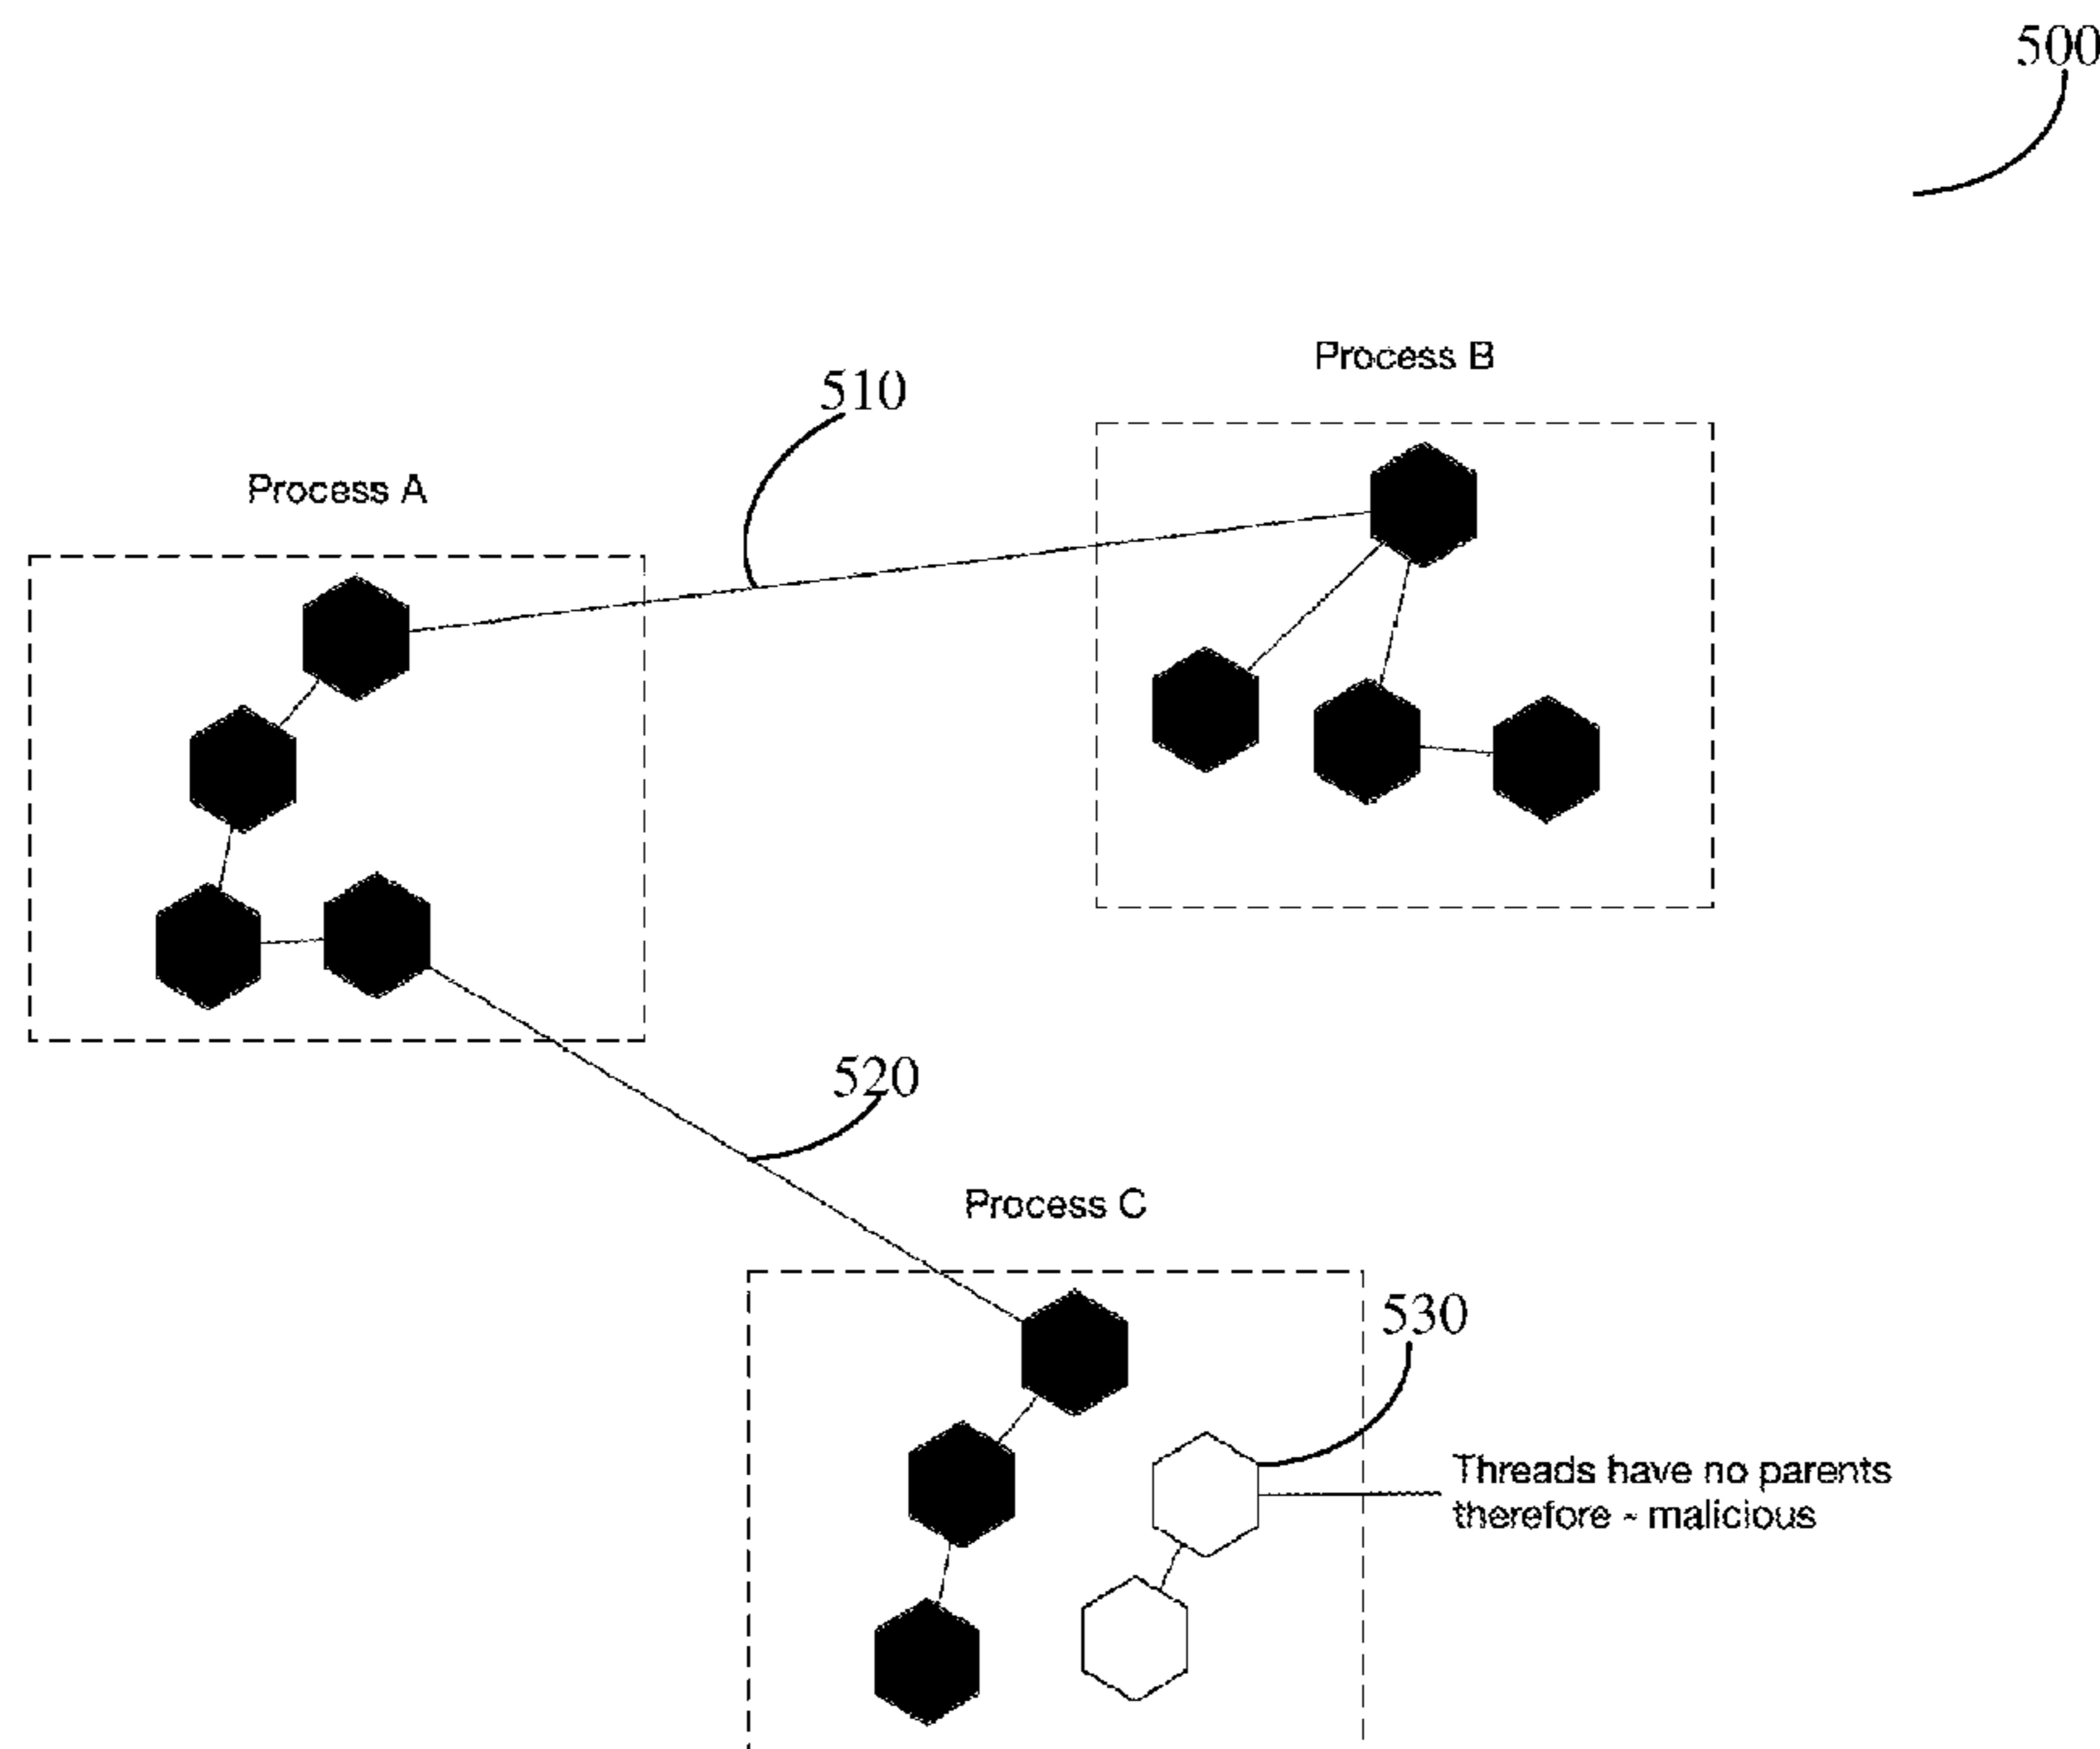 500
Process B
510
Process A
520
Process C
530
Threads have no parents
therefore - malicious